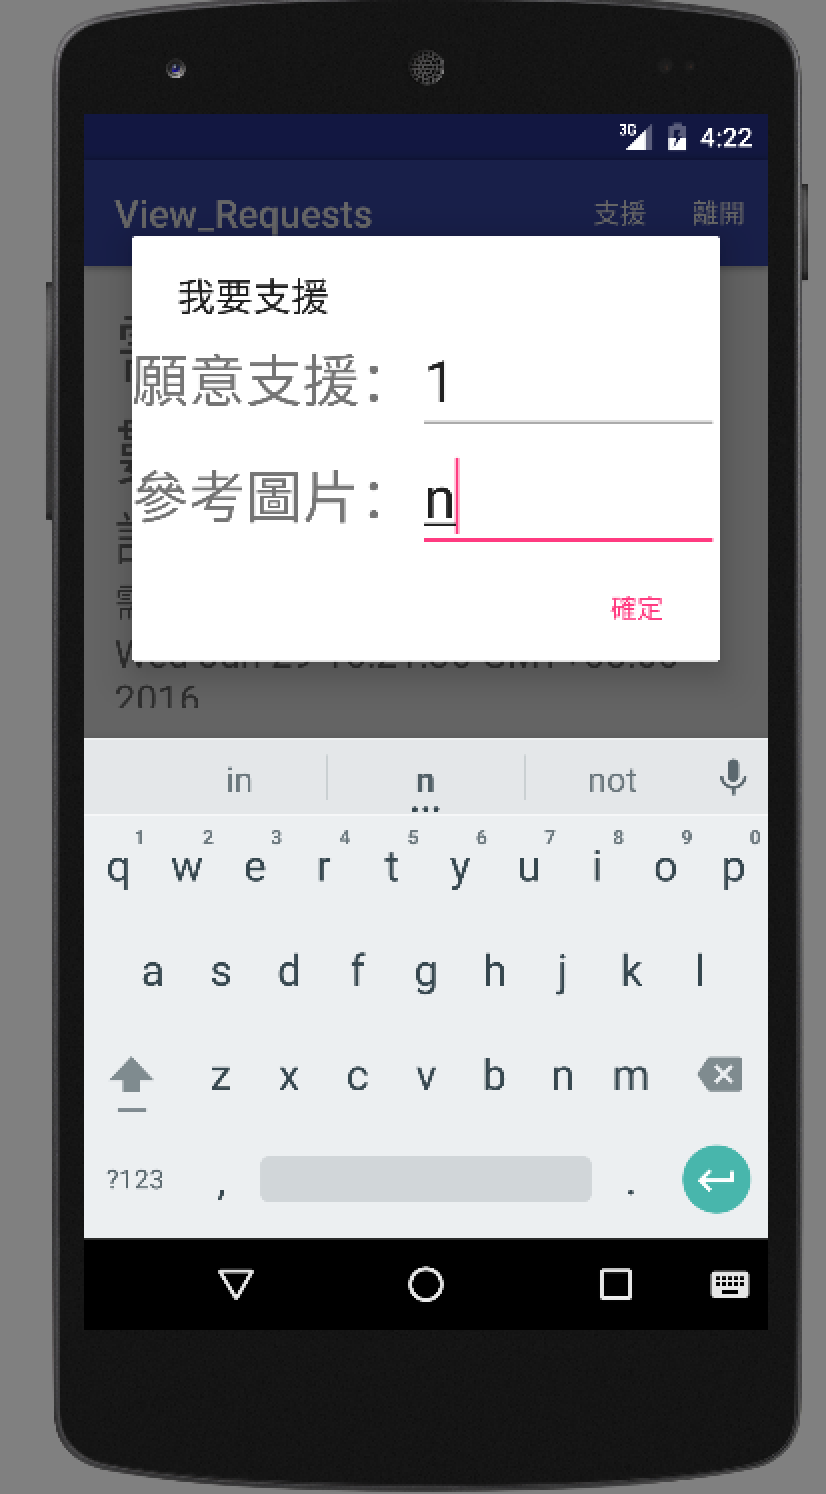 3G 4:22
View_Requests 支援 離開
我要支援
願意支援： 1
參考圖片： n
確定
2016
in n not
1 2 3 4 5 6 7 8 9 0
q w e r t y u i o p
a s d f g h j k l
z x c v b n m
?123 , .